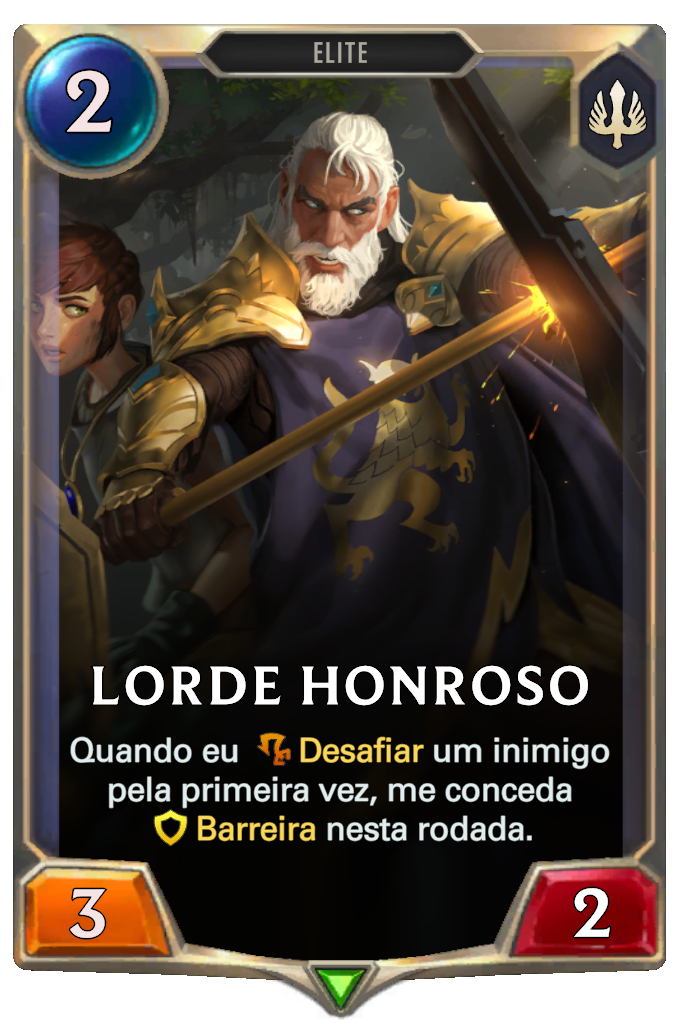 ELITE
2
LORDE HONROSO
Quando eu Desafiar um inimigo
pela primeira vez, me conceda
Barreira nesta rodada.
3
2